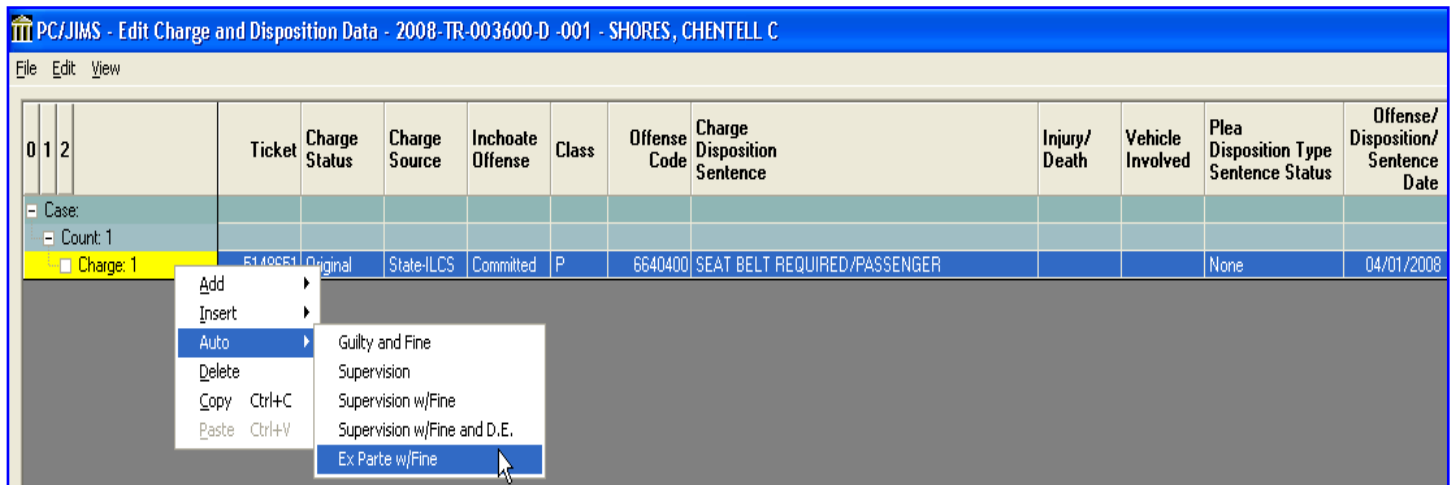 PC/JIMS - Edit Charge and Disposition Data - 2008-TR-003600-D -001 - SHORES, CHENTELL C
File Edit View
0 1 2 Ticket Charge Status Charge Source Inchoate Offense Class Offense Code Charge Disposition Sentence Injury/ Death Vehicle Involved Plea Disposition Type Sentence Status Offense/ Disposition/ Sentence Date
Case:
Count: 1
Charge: 1 5148651 Original State-ILCS Committed P 6640400 SEAT BELT REQUIRED/PASSENGER None 04/01/2008
Add
Insert
Auto
Delete
Copy Ctrl+C
Paste Ctrl+V
Guilty and Fine
Supervision
Supervision w/Fine
Supervision w/Fine and D.E.
Ex Parte w/Fine